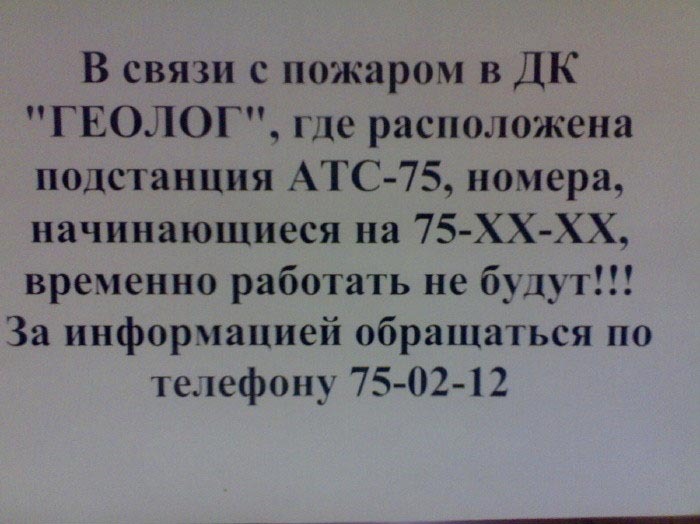 В связи с пожаром в ДК
"ГЕОЛОГ", где расположена
подстанция АТС-75, номера,
начинающиеся на 75-ХХ-ХХ,
временно работать не будут!!!
За информацией обращаться по
телефону 75-02-12